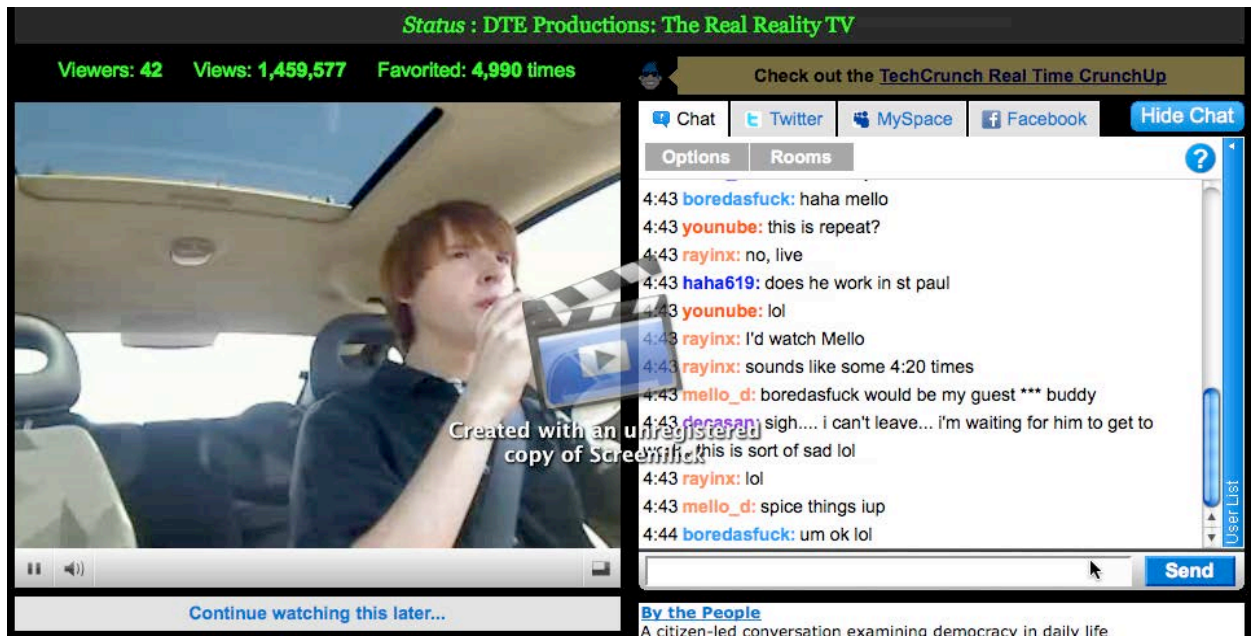 Status : DTE Productions: The Real Reality TV
Viewers: 42 Views: 1,459,577 Favorited: 4,990 times
Check out the TechCrunch Real Time CrunchUp
Chat Twitter MySpace Facebook Hide Chat
Options Rooms ?
4:43 boredasfuck: haha mello
4:43 younube: this is repeat?
4:43 rayinx: no, live
4:43 haha619: does he work in st paul
4:43 younube: lol
4:43 rayinx: I'd watch Mello
4:43 rayinx: sounds like some 4:20 times
4:43 mello_d: boredasfuck would be my guest *** buddy
4:43 decasan: sigh.... i can't leave... i'm waiting for him to get to
this is sort of sad lol
4:43 rayinx: lol
4:43 mello_d: spice things iup
4:44 boredasfuck: um ok lol
User List
Created with an unregistered
copy of Screenflick
Send
Continue watching this later...
By the People
A citizen-led conversation examining democracy in daily life